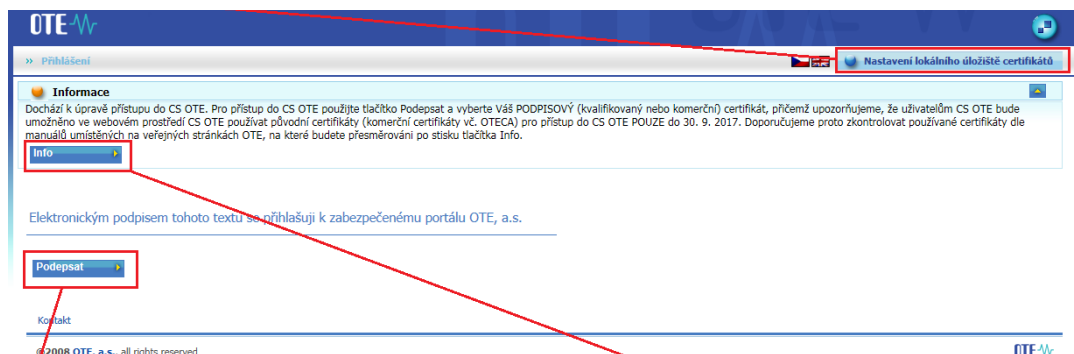 OTE
» Přihlášení
Nastavení lokálního úložiště certifikátů
Informace
Dochází k úpravě přístupu do CS OTE. Pro přístup do CS OTE použijte tlačítko Podepsat a vyberte Váš PODPISOVÝ (kvalifikovaný nebo komerční) certifikát, přičemž upozorňujeme, že uživatelům CS OTE bude
umožněno ve webovém prostředí CS OTE používat původní certifikáty (komerční certifikáty vč. OTECA) pro přístup do CS OTE POUZE do 30. 9. 2017. Doporučujeme proto zkontrolovat používané certifikáty dle
manuálů umístěných na veřejných stránkách OTE, na které budete přesměrováni po stisku tlačítka Info.
Info
Elektronickým podpisem tohoto textu se přihlašuji k zabezpečenému portálu OTE, a.s.
Podepsat
Kontakt
©2008 OTE, a.s., all rights reserved
OTE